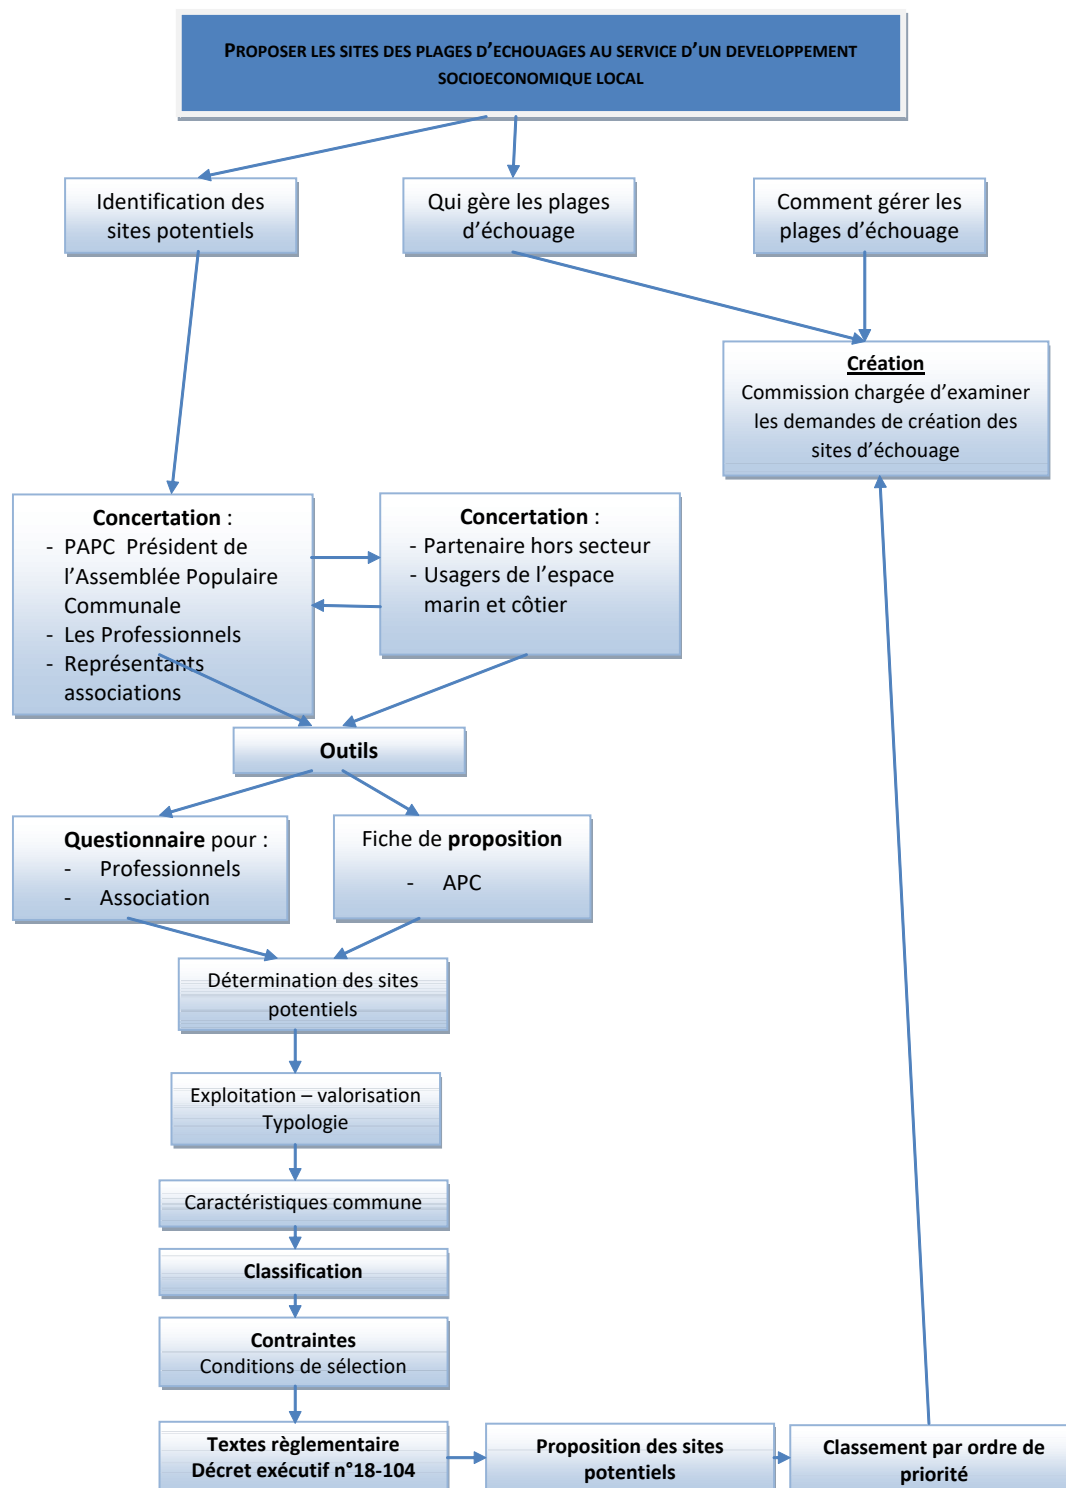 PROPOSER LES SITES DES PLAGES D’ECHOUAGES AU SERVICE D’UN DEVELOPPEMENT
SOCIOECONOMIQUE LOCAL
Identification des
sites potentiels
Qui gère les plages
d’échouage
Comment gérer les
plages d’échouage
Création
Commission chargée d’examiner
les demandes de création des
sites d’échouage
Concertation :
- PAPC Président de
l’Assemblée Populaire
Communale
- Les Professionnels
- Représentants
associations
Concertation :
- Partenaire hors secteur
- Usagers de l’espace
marin et côtier
Outils
Questionnaire pour :
- Professionnels
- Association
Fiche de proposition
- APC
Détermination des sites
potentiels
Exploitation – valorisation
Typologie
Caractéristiques commune
Classification
Contraintes
Conditions de sélection
Textes règlementaire
Décret exécutif n°18-104
Proposition des sites
potentiels
Classement par ordre de
priorité